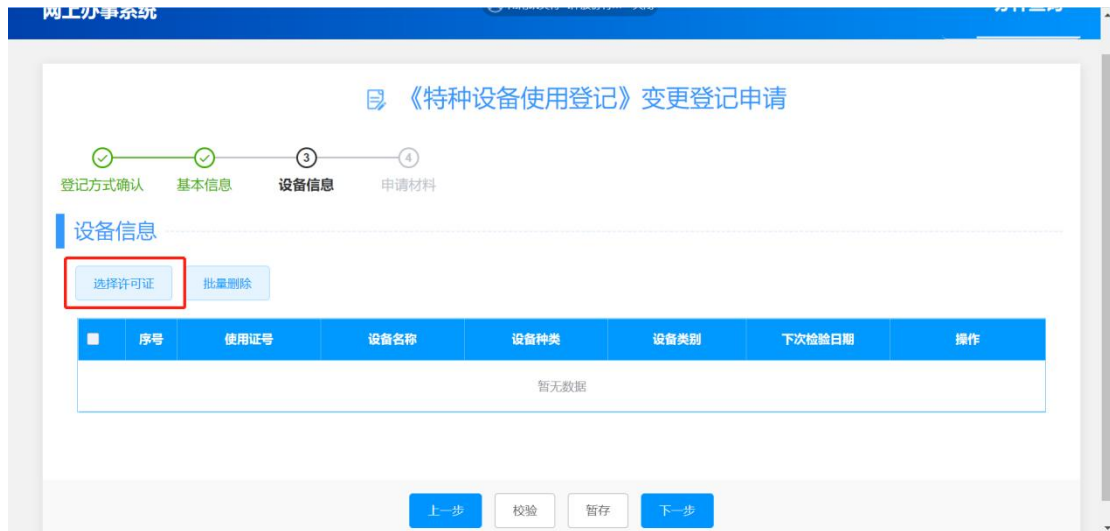 网上办事系统
《特种设备使用登记》变更登记申请
3 4
登记方式确认 基本信息 设备信息 申请材料
设备信息
选择许可证 批量删除
序号 使用证号 设备名称 设备种类 设备类别 下次检验日期 操作
暂无数据
上一步 校验 暂存 下一步